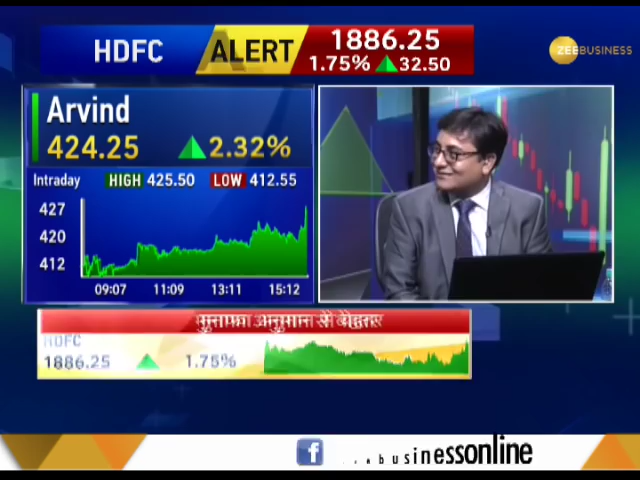 HDFC ALERT 1886.25
1.75% 32.50
ZEE BUSINESS
Arvind
424.25 2.32%
Intraday HIGH 425.50 LOW 412.55
427
420
412
09:07 11:09 13:11 15:12
मुनाफा अनुमान से बेहतर
HDFC
1886.25 1.75%
businessonline